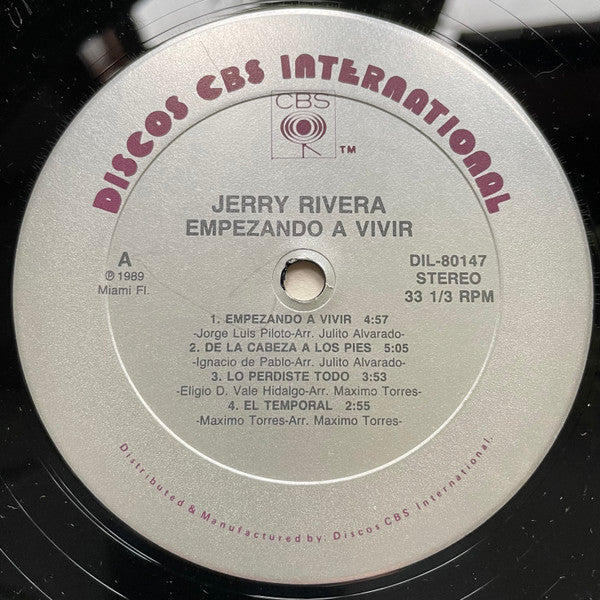 DISCOS CBS INTERNATIONAL
CBS
TM
JERRY RIVERA
EMPEZANDO A VIVIR
A
℗ 1989
Miami Fl.
DIL-80147
STEREO
33 1/3 RPM
1. EMPEZANDO A VIVIR 4:57
-Jorge Luis Piloto-Arr. Julito Alvarado-
2. DE LA CABEZA A LOS PIES 5:05
-Ignacio de Pablo-Arr. Julito Alvarado-
3. LO PERDISTE TODO 3:53
-Eligio D. Vale Hidalgo-Arr. Maximo Torres-
4. EL TEMPORAL 2:55
-Maximo Torres-Arr. Maximo Torres-
Distributed & Manufactured by: Discos CBS International.